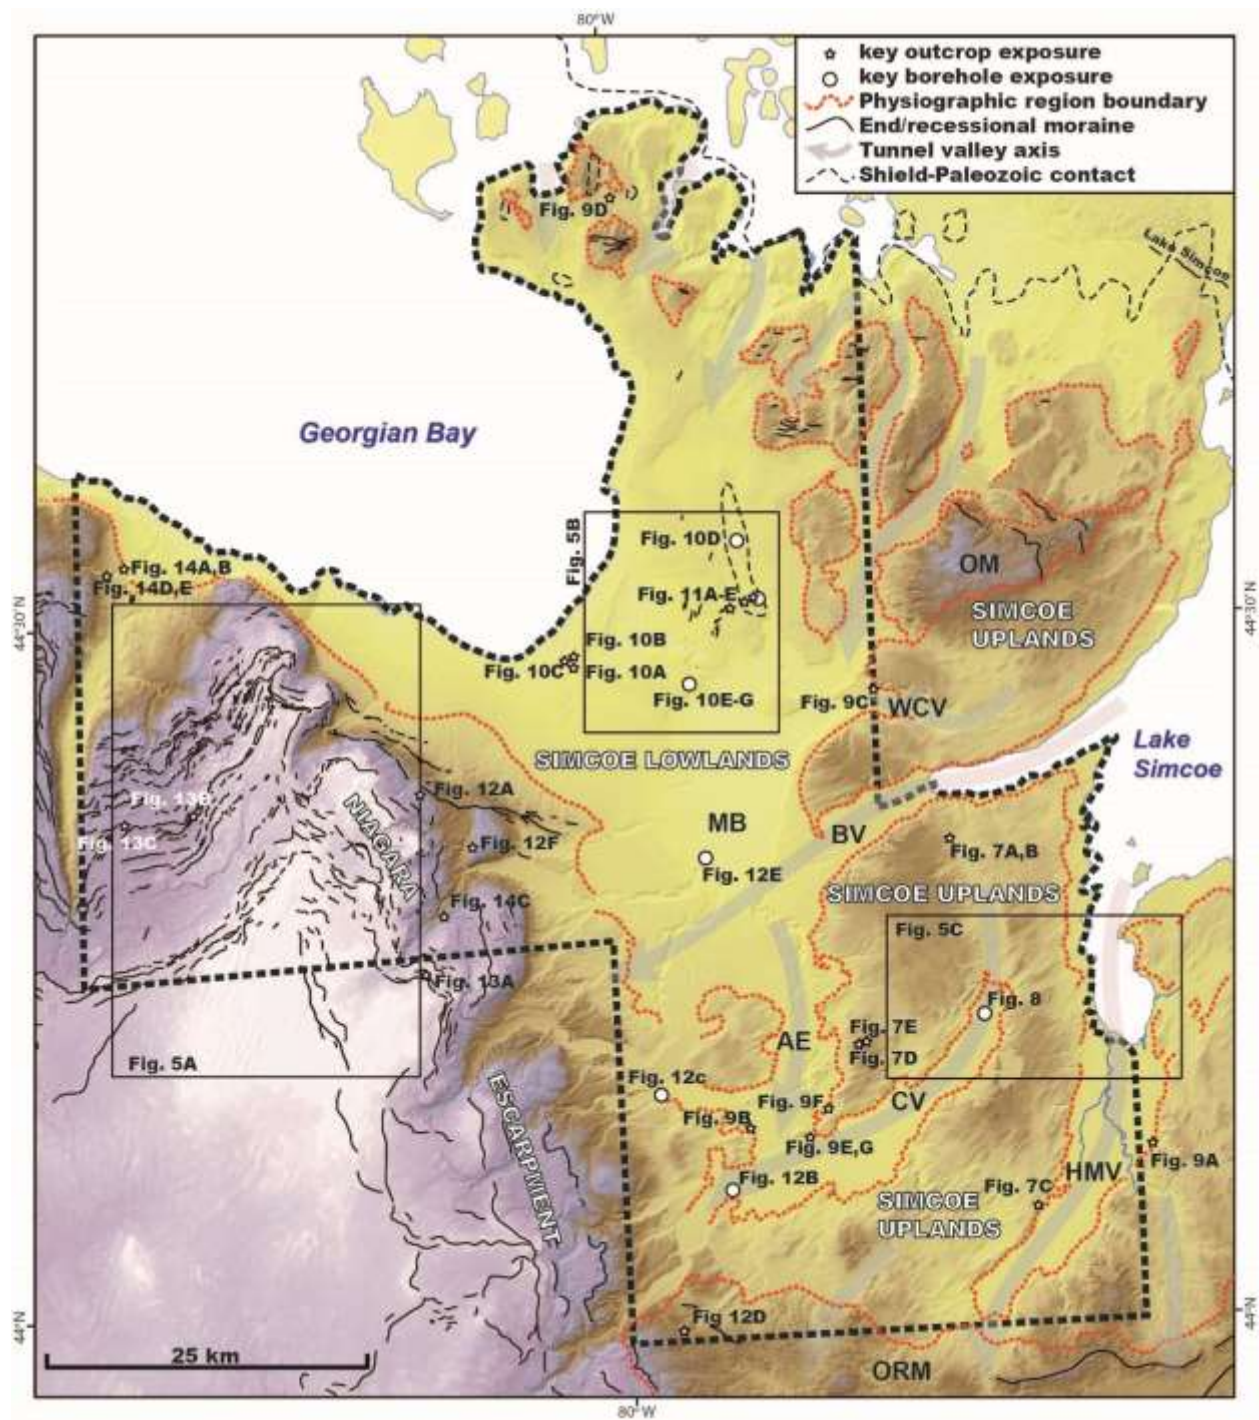 80°W
key outcrop exposure
key borehole exposure
Physiographic region boundary
End/recessional moraine
Tunnel valley axis
Shield-Paleozoic contact
Fig. 9D
Lake Simcoe
Georgian Bay
Fig. 5B
Fig. 10D
OM
Fig. 14A,B
Fig. 14D,E
Fig. 11A-E
44°30'N
44°30'N
SIMCOE
UPLANDS
Fig. 10B
Fig. 10C
Fig. 10A
Fig. 10E-G
Fig. 9C
WCV
SIMCOE LOWLANDS
Lake
Simcoe
Fig. 12A
Fig. 13B
NIAGARA
MB
BV
Fig. 13C
Fig. 12F
Fig. 12E
Fig. 7A,B
SIMCOE UPLANDS
Fig. 14C
Fig. 5C
Fig. 13A
Fig. 8
Fig. 7E
AE
Fig. 7D
Fig. 5A
Fig. 12c
ESCARPMENT
CV
Fig. 9F
Fig. 9B
Fig. 9E,G
Fig. 9A
HMV
Fig. 12B
Fig. 7C
SIMCOE
UPLANDS
44°N
44°N
Fig 12D
25 km
ORM
80°W